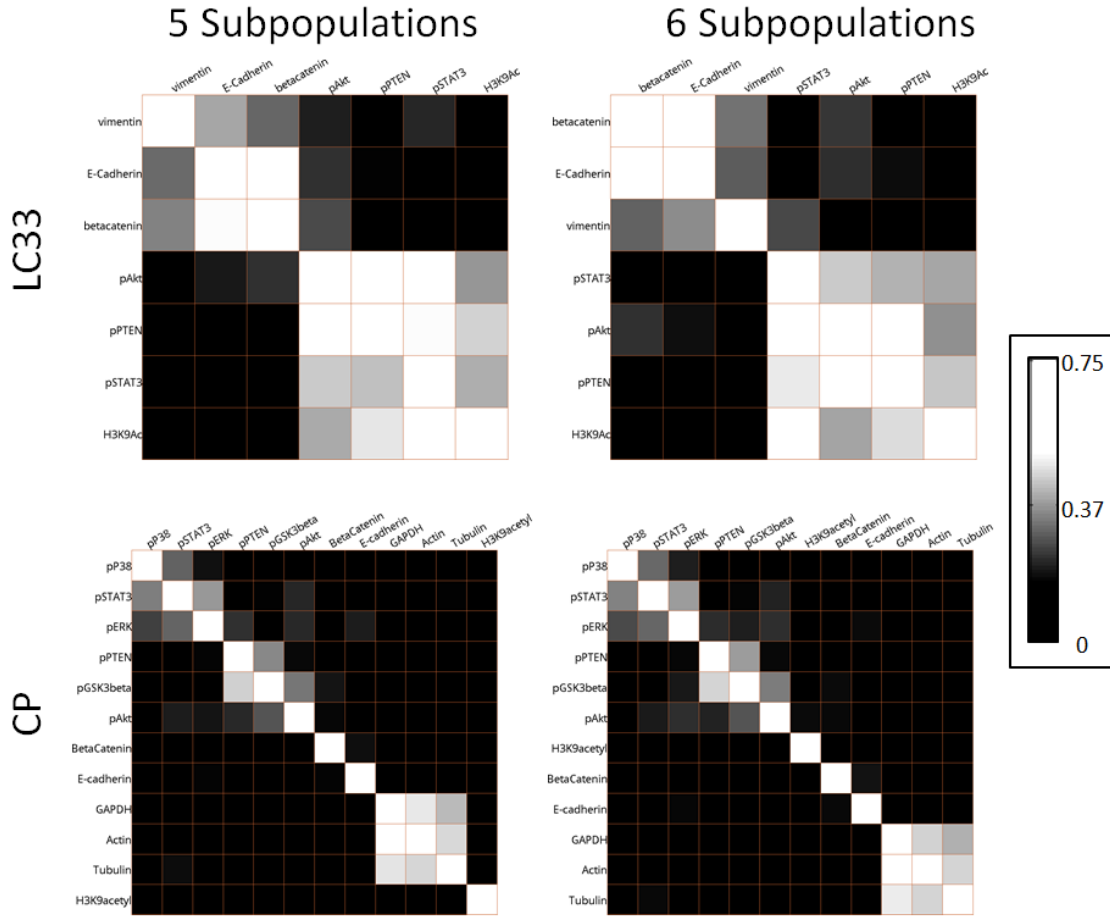 5 Subpopulations
6 Subpopulations
LC33
vimentin E-Cadherin betacatenin pAkt pPTEN pSTAT3 H3K9Ac
vimentin
E-Cadherin
betacatenin
pAkt
pPTEN
pSTAT3
H3K9Ac
betacatenin E-Cadherin vimentin pSTAT3 pAkt pPTEN H3K9Ac
betacatenin
E-Cadherin
vimentin
pSTAT3
pAkt
pPTEN
H3K9Ac
0.75
0.37
0
CP
pP38 pSTAT3 pERK pPTEN pGSK3beta pAkt BetaCatenin E-cadherin GAPDH Actin Tubulin H3K9acetyl
pP38
pSTAT3
pERK
pPTEN
pGSK3beta
pAkt
BetaCatenin
E-cadherin
GAPDH
Actin
Tubulin
H3K9acetyl
pP38 pSTAT3 pERK pPTEN pGSK3beta pAkt H3K9acetyl BetaCatenin E-cadherin GAPDH Actin Tubulin
pP38
pSTAT3
pERK
pPTEN
pGSK3beta
pAkt
H3K9acetyl
BetaCatenin
E-cadherin
GAPDH
Actin
Tubulin